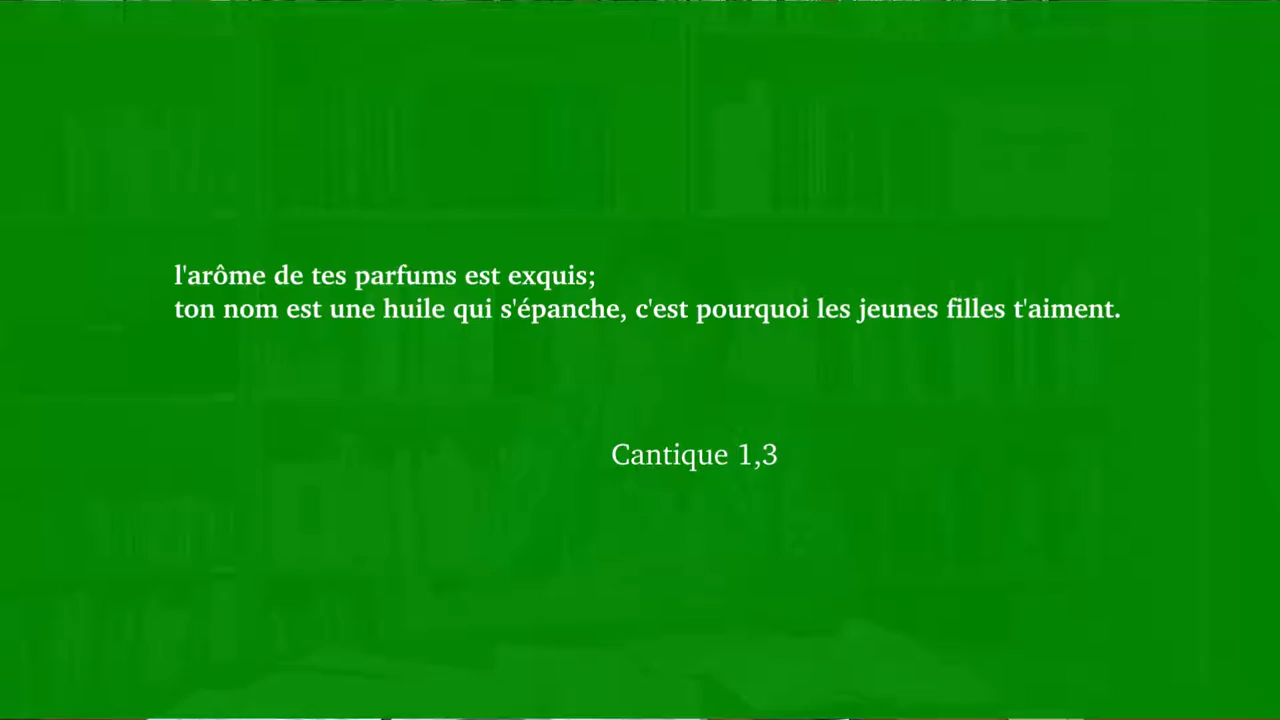 l'arôme de tes parfums est exquis;
ton nom est une huile qui s'épanche, c'est pourquoi les jeunes filles t'aiment.
Cantique 1,3